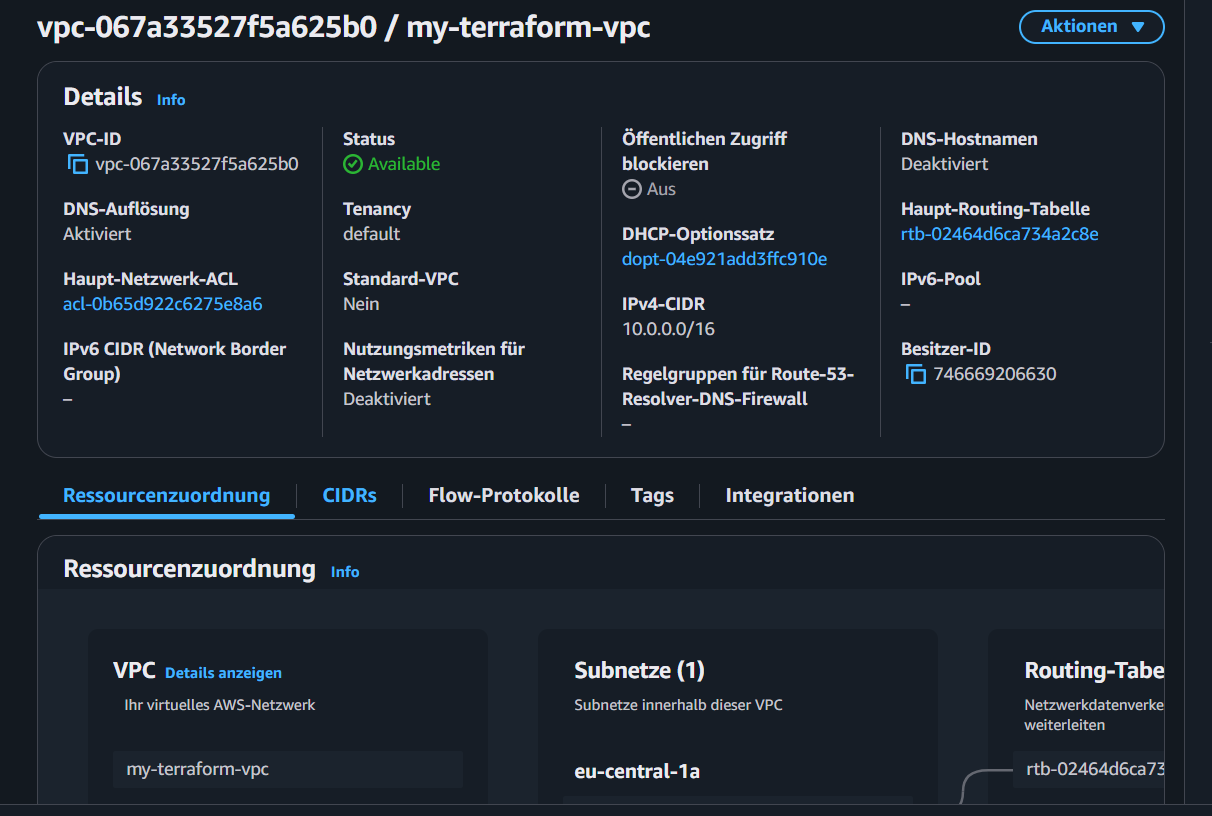 vpc-067a33527f5a625b0 / my-terraform-vpc
Aktionen
Details Info
VPC-ID
vpc-067a33527f5a625b0
DNS-Auflösung
Aktiviert
Haupt-Netzwerk-ACL
acl-0b65d922c6275e8a6
IPv6 CIDR (Network Border
Group)
–
Status
Available
Tenancy
default
Standard-VPC
Nein
Nutzungsmetriken für
Netzwerkadressen
Deaktiviert
Öffentlichen Zugriff
blockieren
Aus
DHCP-Optionssatz
dopt-04e921add3ffc910e
IPv4-CIDR
10.0.0.0/16
Regelgruppen für Route-53-
Resolver-DNS-Firewall
–
DNS-Hostnamen
Deaktiviert
Haupt-Routing-Tabelle
rtb-02464d6ca734a2c8e
IPv6-Pool
–
Besitzer-ID
746669206630
Ressourcenzuordnung
CIDRs
Flow-Protokolle
Tags
Integrationen
Ressourcenzuordnung Info
VPC Details anzeigen
Ihr virtuelles AWS-Netzwerk
my-terraform-vpc
Subnetze (1)
Subnetze innerhalb dieser VPC
eu-central-1a
Routing-Tabe
Netzwerkdatenverke
weiterleiten
rtb-02464d6ca73